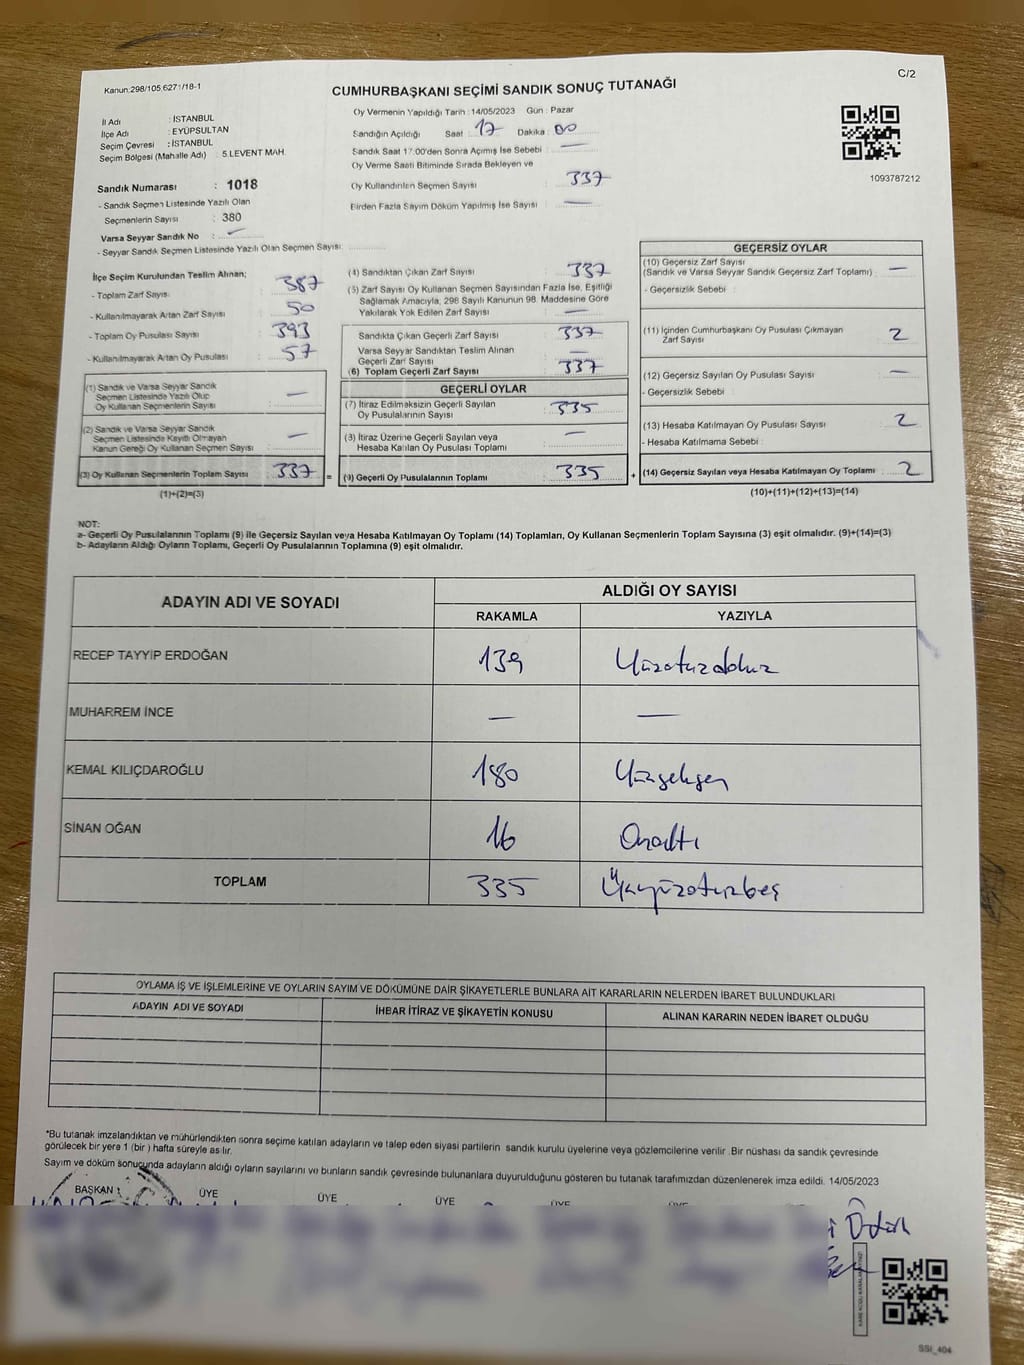 Kanun:298/105,6271/18-1
CUMHURBAŞKANI SEÇİMİ SANDIK SONUÇ TUTANAĞI
C/2
İl Adı : İSTANBUL
İlçe Adı : EYÜPSULTAN
Seçim Çevresi : İSTANBUL
Seçim Bölgesi (Mahalle Adı) : 5.LEVENT MAH.
Sandık Numarası : 1018
- Sandık Seçmen Listesinde Yazılı Olan
Seçmenlerin Sayısı : 380
Varsa Seyyar Sandık No : —
- Seyyar Sandık Seçmen Listesinde Yazılı Olan Seçmen Sayısı:
Oy Vermenin Yapıldığı Tarih : 14/05/2023 Gün : Pazar
Sandığın Açıldığı Saat : 17 Dakika : 00
Sandık Saat 17.00'den Sonra Açımış İse Sebebi : —
Oy Verme Saati Bitiminde Sırada Bekleyen ve
Oy Kullandırılan Seçmen Sayısı : 337
Birden Fazla Sayım Döküm Yapılmış İse Sayısı : —
1093787212
İlçe Seçim Kurulundan Teslim Alınan;
- Toplam Zarf Sayısı : 387
- Kullanılmayarak Artan Zarf Sayısı : 50
- Toplam Oy Pusulası Sayısı : 393
- Kullanılmayarak Artan Oy Pusulası : 57
(1) Sandık ve Varsa Seyyar Sandık
Seçmen Listesinde Yazılı Olup
Oy Kullanan Seçmenlerin Sayısı : —
(2) Sandık ve Varsa Seyyar Sandık
Seçmen Listesinde Kayıtlı Olmayan
Kanun Gereği Oy Kullanan Seçmen Sayısı : —
(3) Oy Kullanan Seçmenlerin Toplam Sayısı : 337 =
(1)+(2)=(3)
(4) Sandıktan Çıkan Zarf Sayısı : 337
(5) Zarf Sayısı Oy Kullanan Seçmen Sayısından Fazla İse, Eşitliği
Sağlamak Amacıyla, 298 Sayılı Kanunun 98. Maddesine Göre
Yakılarak Yok Edilen Zarf Sayısı : —
Sandıkta Çıkan Geçerli Zarf Sayısı : 337
Varsa Seyyar Sandıktan Teslim Alınan
Geçerli Zarf Sayısı : —
(6) Toplam Geçerli Zarf Sayısı : 337
GEÇERLİ OYLAR
(7) İtiraz Edilmeksizin Geçerli Sayılan
Oy Pusulalarının Sayısı : 335
(8) İtiraz Üzerine Geçerli Sayılan veya
Hesaba Katılan Oy Pusulaları Toplamı : —
(9) Geçerli Oy Pusulalarının Toplamı : 335 +
GEÇERSİZ OYLAR
(10) Geçersiz Zarf Sayısı
(Sandık ve Varsa Seyyar Sandık Geçersiz Zarf Toplamı) : —
- Geçersizlik Sebebi :
(11) İçinden Cumhurbaşkanı Oy Pusulası Çıkmayan
Zarf Sayısı : 2
(12) Geçersiz Sayılan Oy Pusulası Sayısı : —
- Geçersizlik Sebebi :
(13) Hesaba Katılmayan Oy Pusulası Sayısı : 2
- Hesaba Katılmama Sebebi :
(14) Geçersiz Sayılan veya Hesaba Katılmayan Oy Toplamı : 2
(10)+(11)+(12)+(13)=(14)
NOT:
a- Geçerli Oy Pusulalarının Toplamı (9) ile Geçersiz Sayılan veya Hesaba Katılmayan Oy Toplamı (14) Toplamları, Oy Kullanan Seçmenlerin Toplam Sayısına (3) eşit olmalıdır. (9)+(14)=(3)
b- Adayların Aldığı Oyların Toplamı, Geçerli Oy Pusulalarının Toplamına (9) eşit olmalıdır.
ADAYIN ADI VE SOYADI
ALDIĞI OY SAYISI
RAKAMLA YAZIYLA
RECEP TAYYİP ERDOĞAN 139 Yüzotuzdokuz
MUHARREM İNCE — —
KEMAL KILIÇDAROĞLU 180 Yüzseksen
SİNAN OĞAN 16 Onaltı
TOPLAM 335 Üçyüzotuzbeş
OYLAMA İŞ VE İŞLEMLERİNE VE OYLARIN SAYIM VE DÖKÜMÜNE DAİR ŞİKAYETLERLE BUNLARA AİT KARARLARIN NELERDEN İBARET BULUNDUKLARI
ADAYIN ADI VE SOYADI İHBAR İTİRAZ VE ŞİKAYETİN KONUSU ALINAN KARARIN NEDEN İBARET OLDUĞU
*Bu tutanak imzalandıktan ve mühürlendikten sonra seçime katılan adayların ve talep eden siyasi partilerin sandık kurulu üyelerine veya gözlemcilerine verilir .Bir nüshası da sandık çevresinde
görülecek bir yere 1 (bir ) hafta süreyle asılır.
Sayım ve döküm sonucunda adayların aldığı oyların sayılarını ve bunların sandık çevresinde bulunanlara duyurulduğunu gösteren bu tutanak tarafımızdan düzenlenerek imza edildi. 14/05/2023
BAŞKAN ÜYE ÜYE ÜYE ÜYE ÜYE
SSI_404